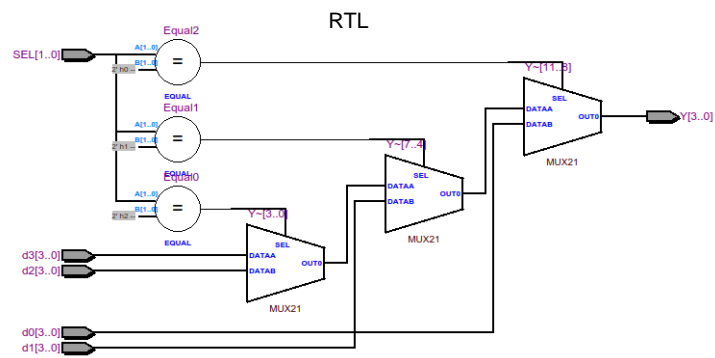 RTL
Equal2
SEL[1..0]
A[1..0]
B[1..0]
2' h0 --
=
EQUAL
Y~[11..8]
SEL
DATAA
DATAB
OUT0
MUX21
Y[3..0]
Equal1
A[1..0]
B[1..0]
2' h1 --
=
EQUAL
Y~[7..4]
SEL
DATAA
DATAB
OUT0
MUX21
Equal0
A[1..0]
B[1..0]
2' h2 --
=
EQUAL
Y~[3..0]
SEL
DATAA
DATAB
OUT0
MUX21
d3[3..0]
d2[3..0]
d0[3..0]
d1[3..0]